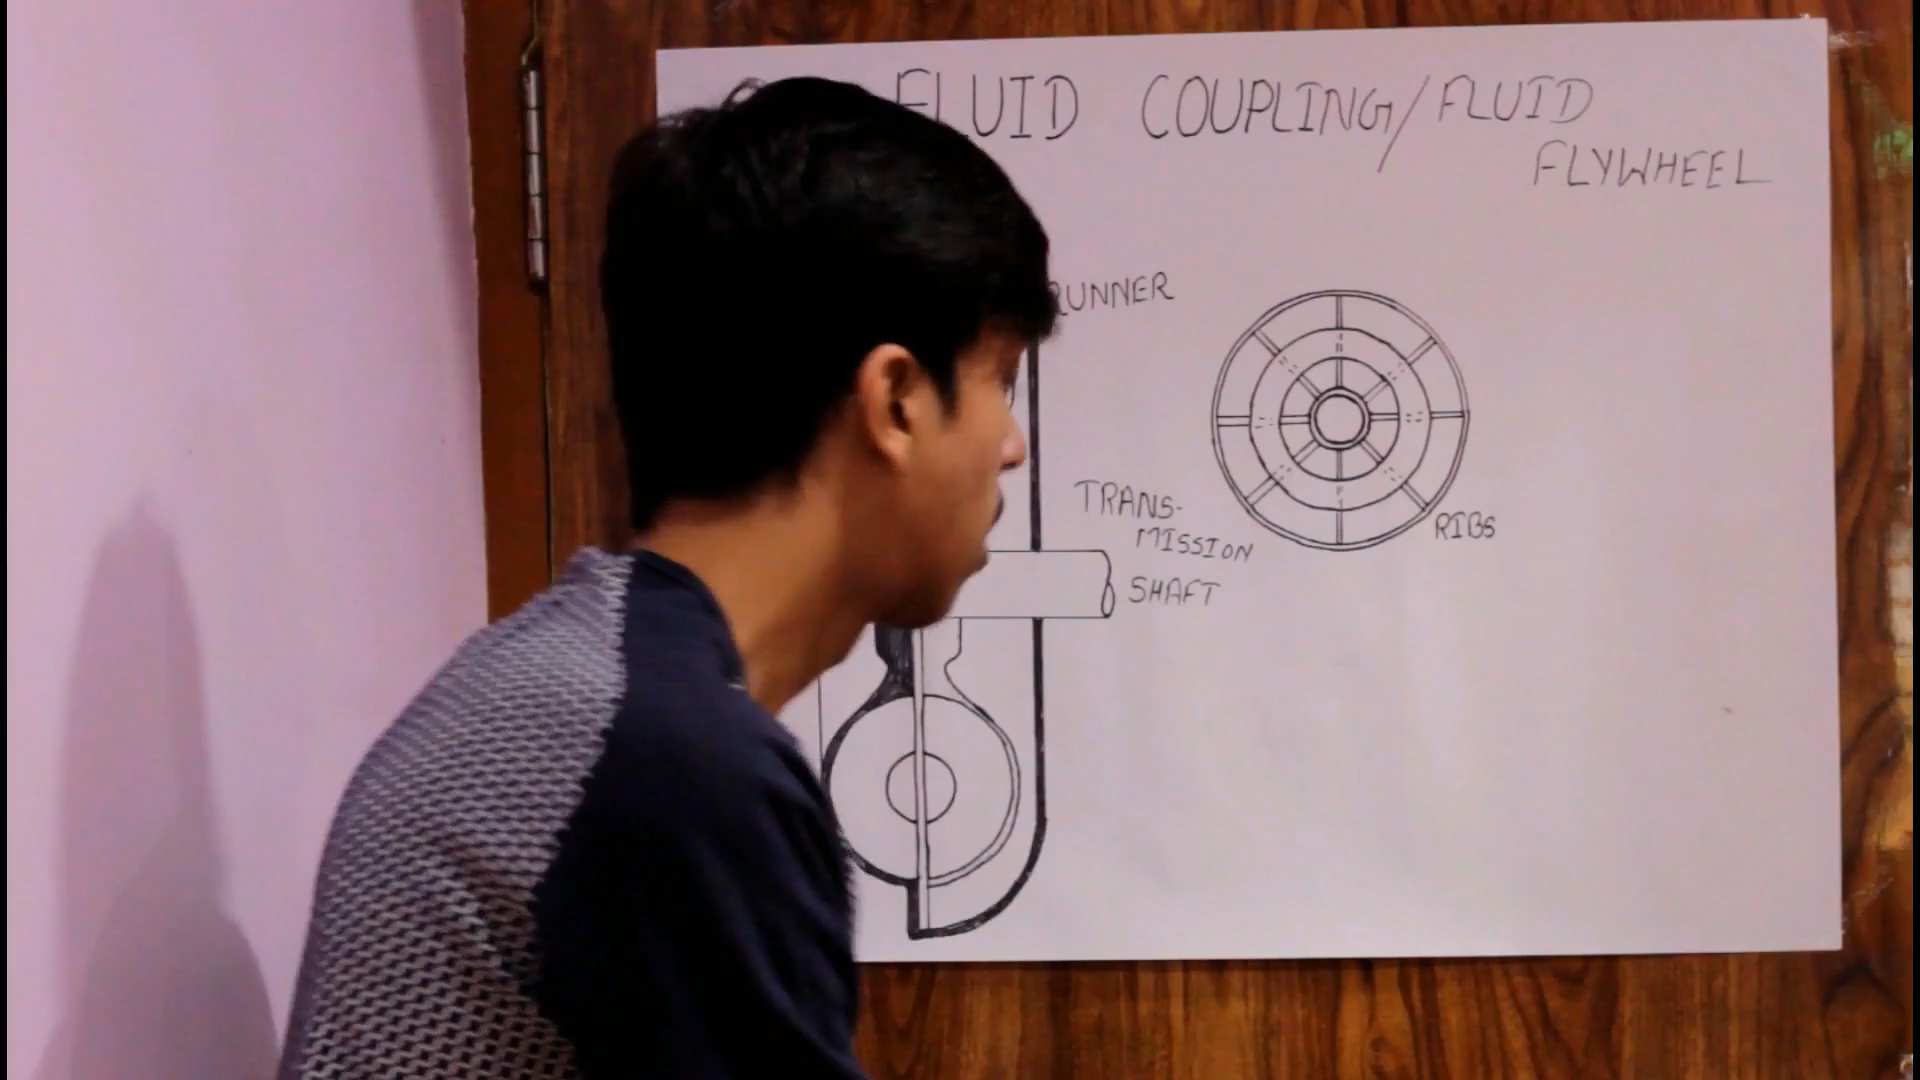 FLUID COUPLING/FLUID
FLYWHEEL
RUNNER
TRANS-
MISSION
SHAFT
RIBS